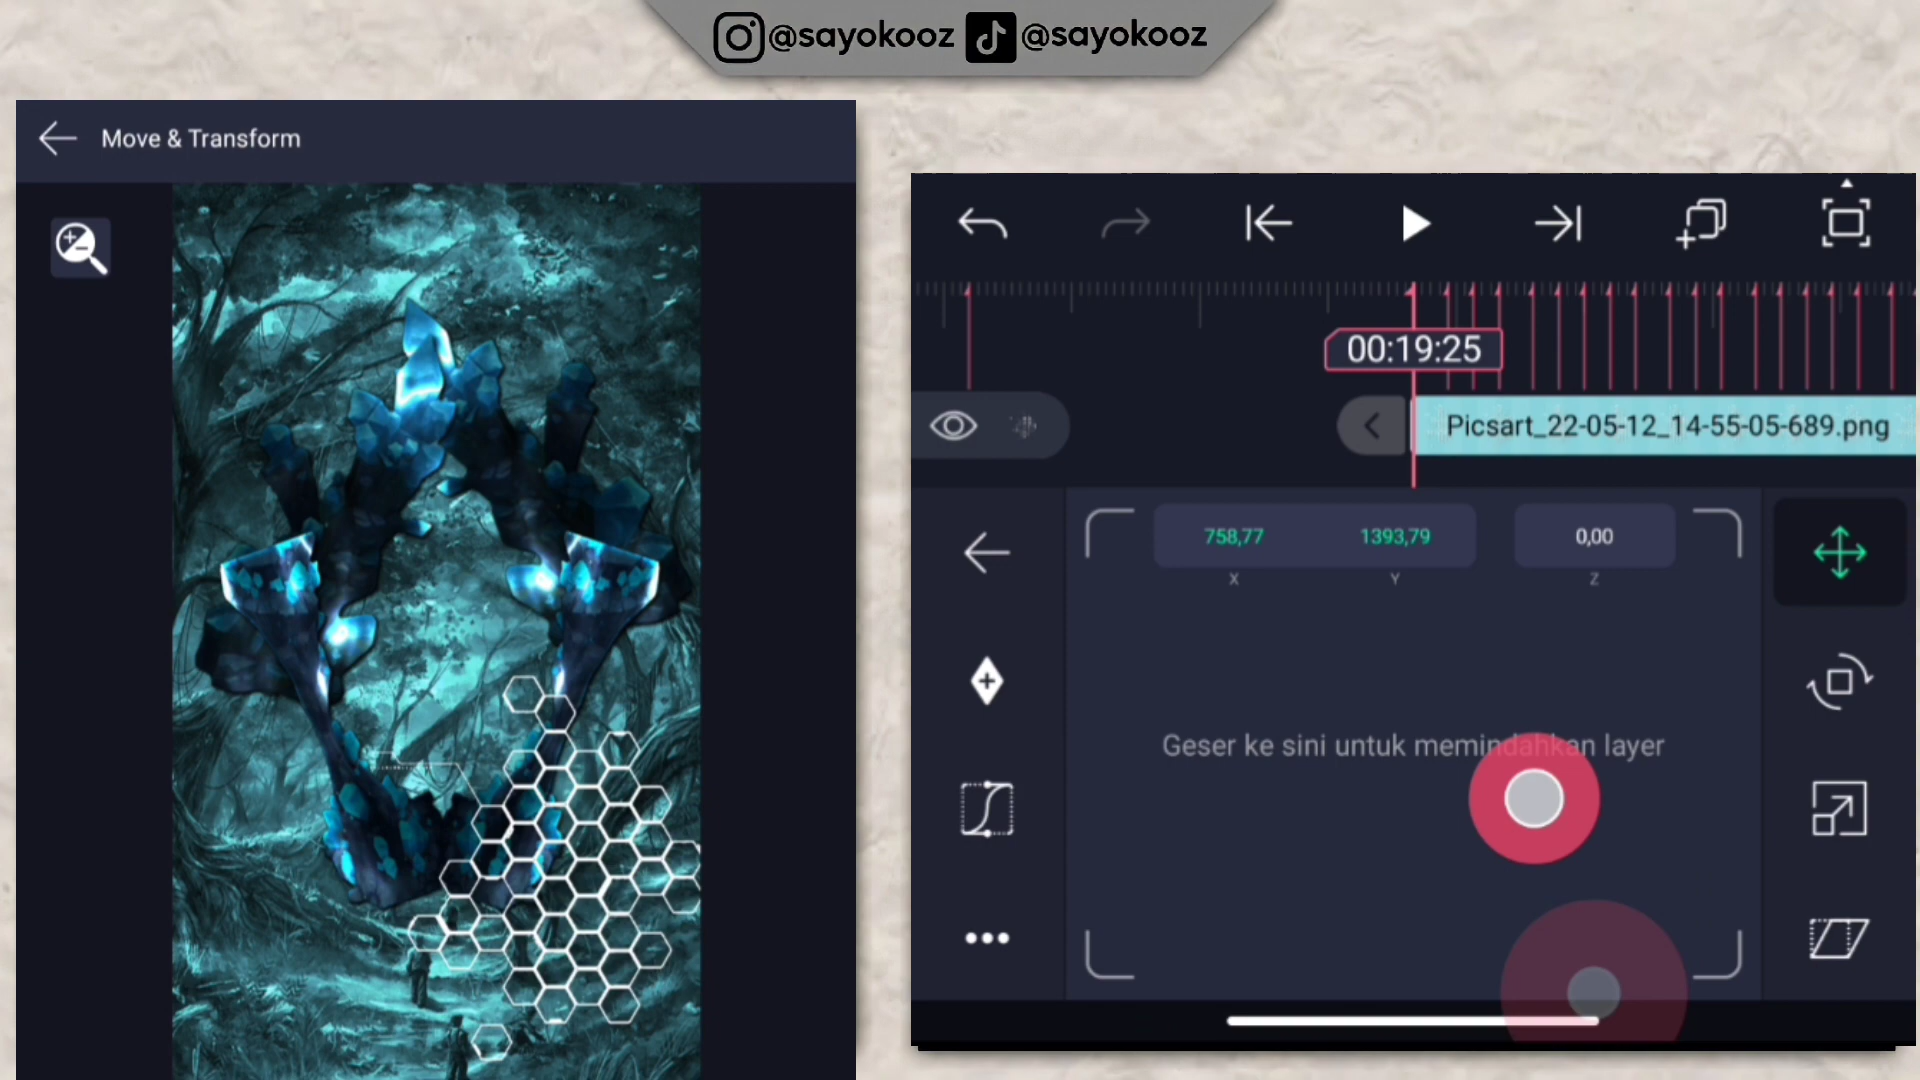 @sayokooz @sayokooz
Move & Transform
00:19:25
Picsart_22-05-12_14-55-05-689.png
758,77 1393,79 0,00
X Y Z
Geser ke sini untuk memindahkan layer